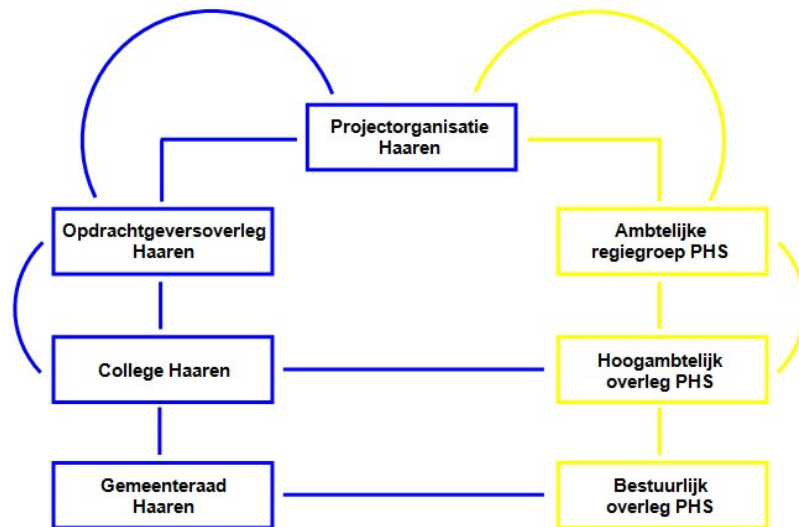 Projectorganisatie
Haaren
Opdrachtgeversoverleg
Haaren
Ambtelijke
regiegroep PHS
College Haaren
Hoogambtelijk
overleg PHS
Gemeenteraad
Haaren
Bestuurlijk
overleg PHS